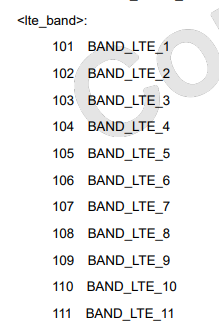 <lte_band>:
101 BAND_LTE_1
102 BAND_LTE_2
103 BAND_LTE_3
104 BAND_LTE_4
105 BAND_LTE_5
106 BAND_LTE_6
107 BAND_LTE_7
108 BAND_LTE_8
109 BAND_LTE_9
110 BAND_LTE_10
111 BAND_LTE_11